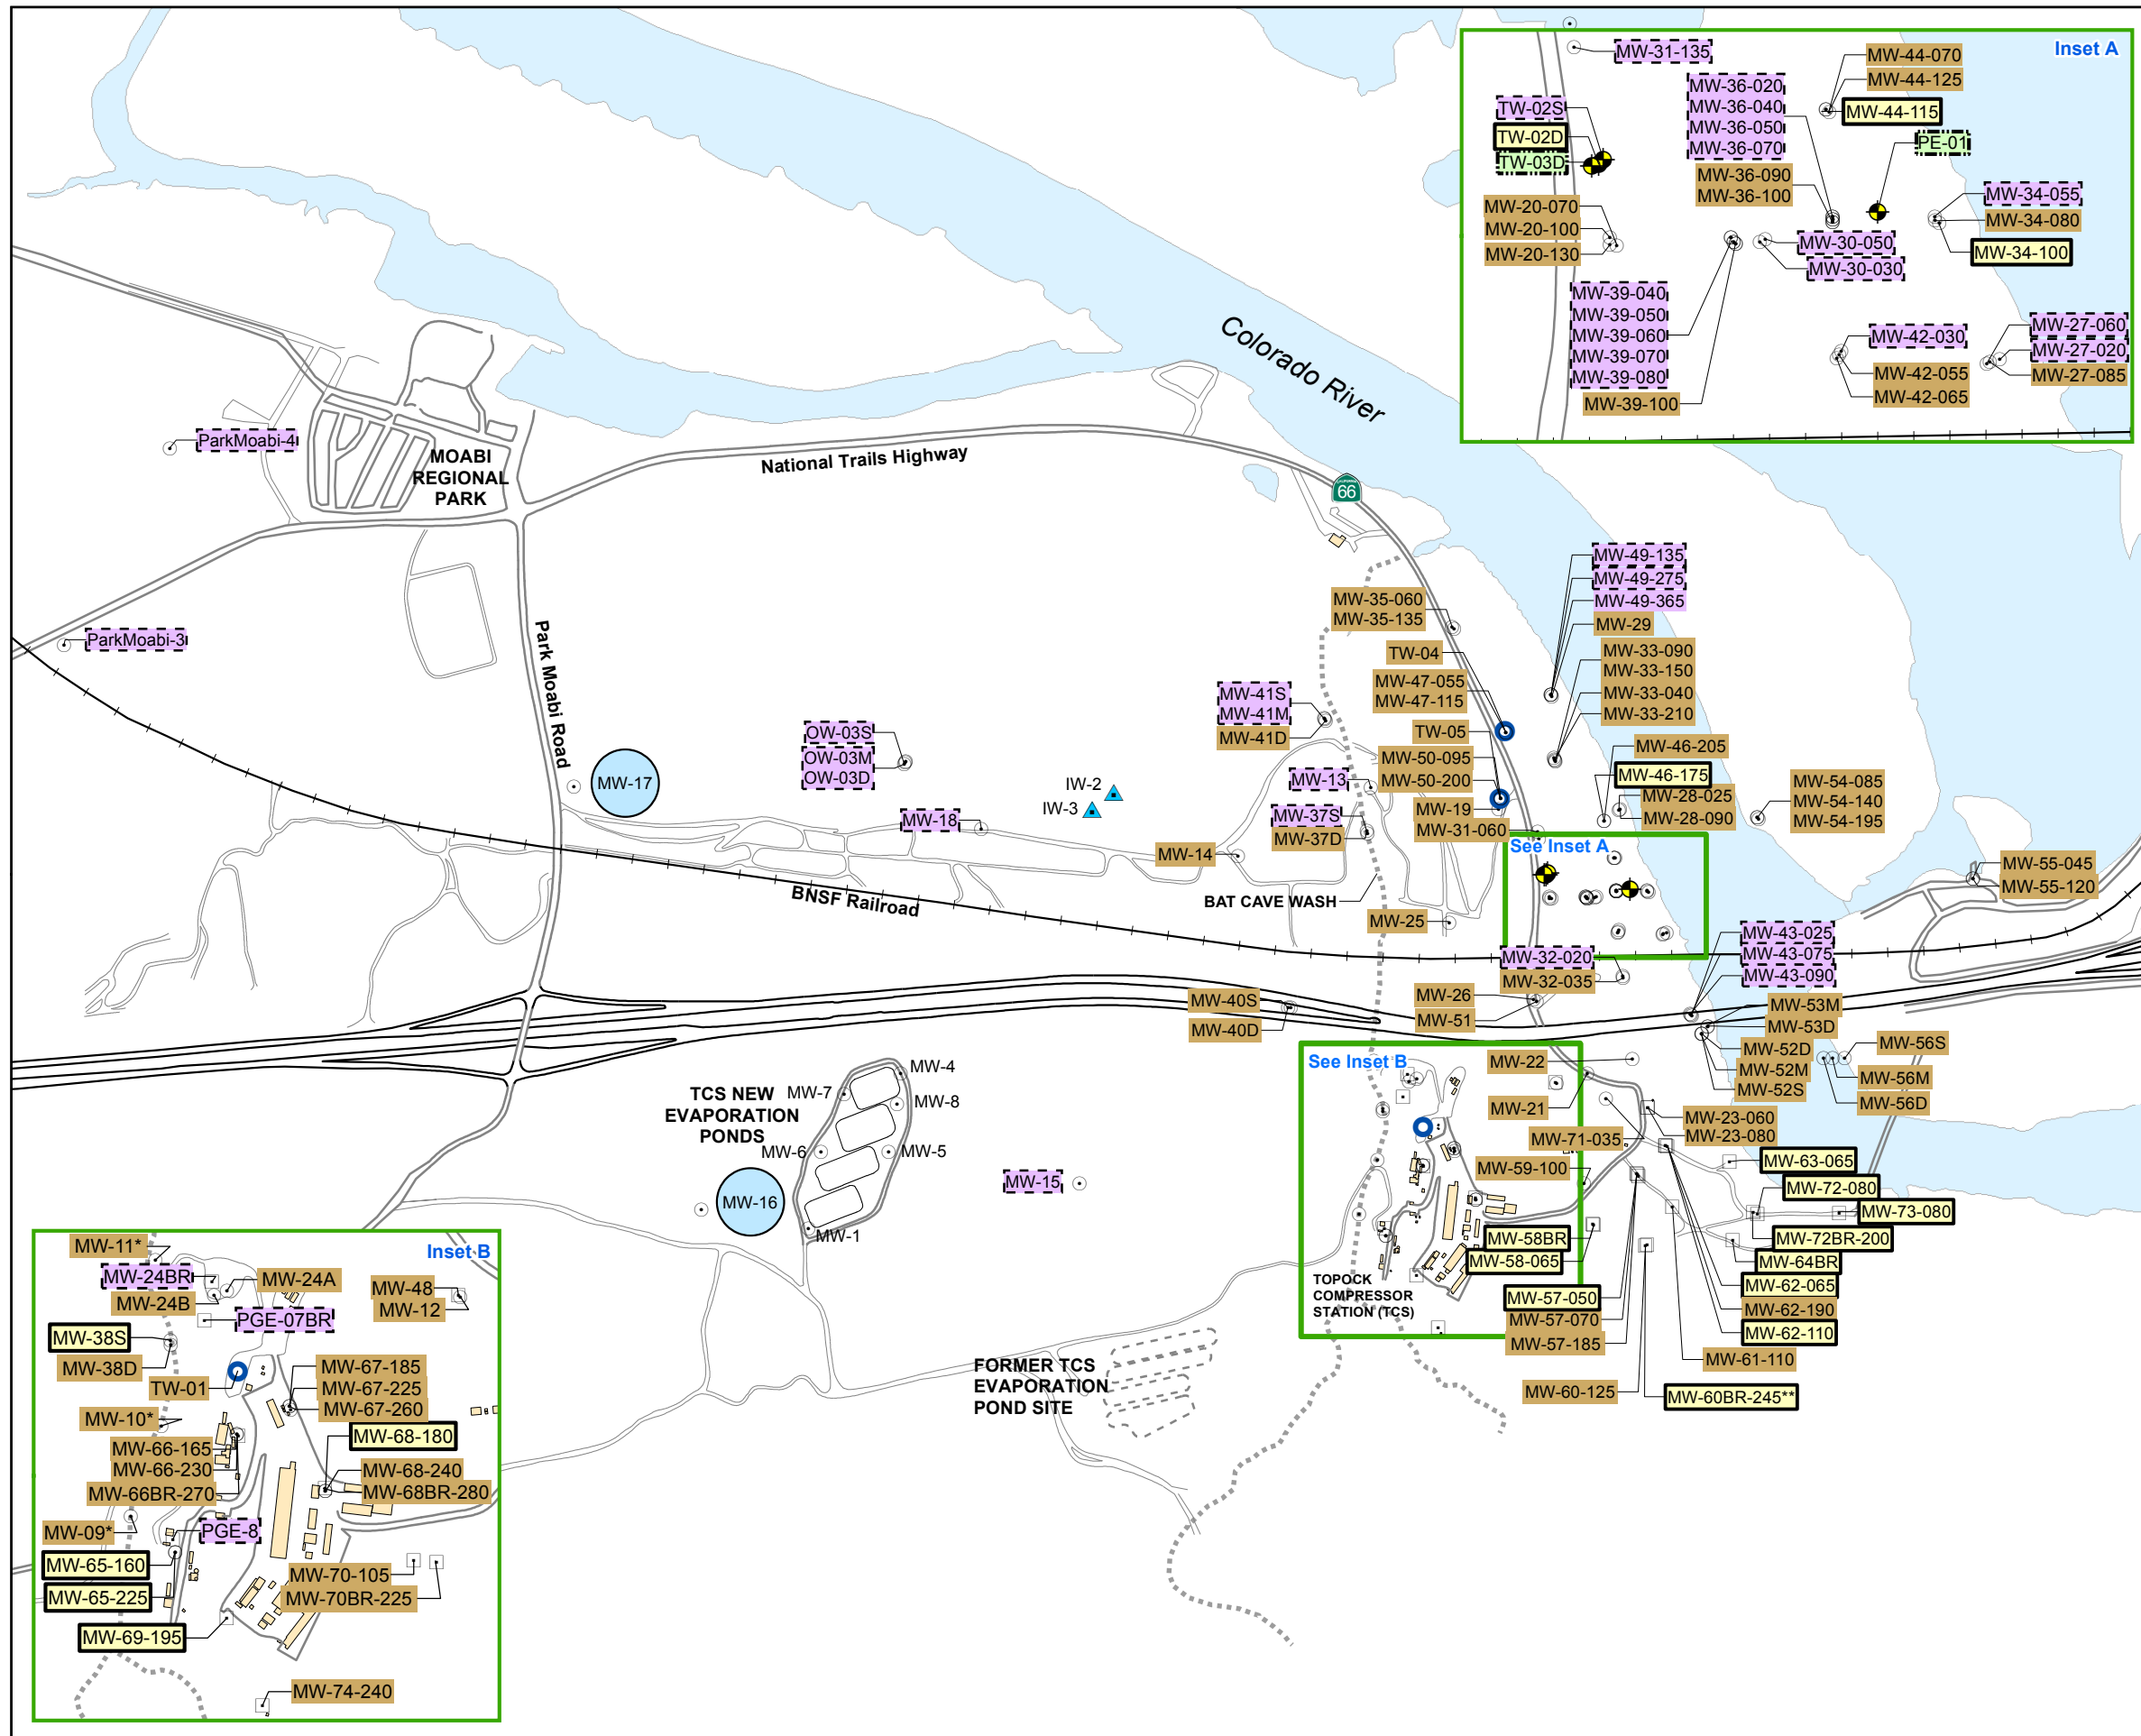 Inset A
MW-31-135
MW-44-070
MW-44-125
MW-44-115
MW-36-020
MW-36-040
MW-36-050
MW-36-070
TW-02S
TW-02D
TW-03D
PE-01
MW-36-090
MW-36-100
MW-34-055
MW-34-080
MW-34-100
MW-20-070
MW-20-100
MW-20-130
MW-30-050
MW-30-030
MW-39-040
MW-39-050
MW-39-060
MW-39-070
MW-39-080
MW-39-100
MW-42-030
MW-42-055
MW-42-065
MW-27-060
MW-27-020
MW-27-085
Colorado River
National Trails Highway
66
MOABI
REGIONAL
PARK
ParkMoabi-4
ParkMoabi-3
Park Moabi Road
MW-49-135
MW-49-275
MW-49-365
MW-29
MW-33-090
MW-33-150
MW-33-040
MW-33-210
MW-35-060
MW-35-135
TW-04
MW-47-055
MW-47-115
TW-05
MW-50-095
MW-50-200
MW-19
MW-31-060
MW-41S
MW-41M
MW-41D
MW-13
MW-37S
MW-37D
MW-46-205
MW-46-175
MW-28-025
MW-28-090
MW-54-085
MW-54-140
MW-54-195
OW-03S
OW-03M
OW-03D
MW-17
MW-18
IW-2
IW-3
MW-14
See Inset A
MW-55-045
MW-55-120
BNSF Railroad
BAT CAVE WASH
MW-25
MW-32-020
MW-32-035
MW-43-025
MW-43-075
MW-43-090
MW-40S
MW-40D
MW-26
MW-51
MW-53M
MW-53D
MW-52D
MW-52M
MW-52S
MW-56S
MW-56M
MW-56D
See Inset B
MW-22
MW-21
MW-23-060
MW-23-080
MW-71-035
MW-59-100
MW-63-065
MW-72-080
MW-73-080
MW-72BR-200
MW-64BR
MW-62-065
MW-62-190
MW-62-110
MW-61-110
MW-60BR-245**
MW-60-125
MW-58BR
MW-58-065
MW-57-050
MW-57-070
MW-57-185
TOPOCK
COMPRESSOR
STATION (TCS)
TCS NEW
EVAPORATION
PONDS
MW-4
MW-7
MW-8
MW-6
MW-5
MW-1
MW-16
MW-15
FORMER TCS
EVAPORATION
POND SITE
Inset B
MW-11*
MW-24BR
MW-24A
MW-24B
MW-48
MW-12
PGE-07BR
MW-38S
MW-38D
TW-01
MW-67-185
MW-67-225
MW-67-260
MW-10*
MW-68-180
MW-66-165
MW-66-230
MW-66BR-270
MW-68-240
MW-68BR-280
MW-09*
PGE-8
MW-65-160
MW-65-225
MW-70-105
MW-70BR-225
MW-69-195
MW-74-240